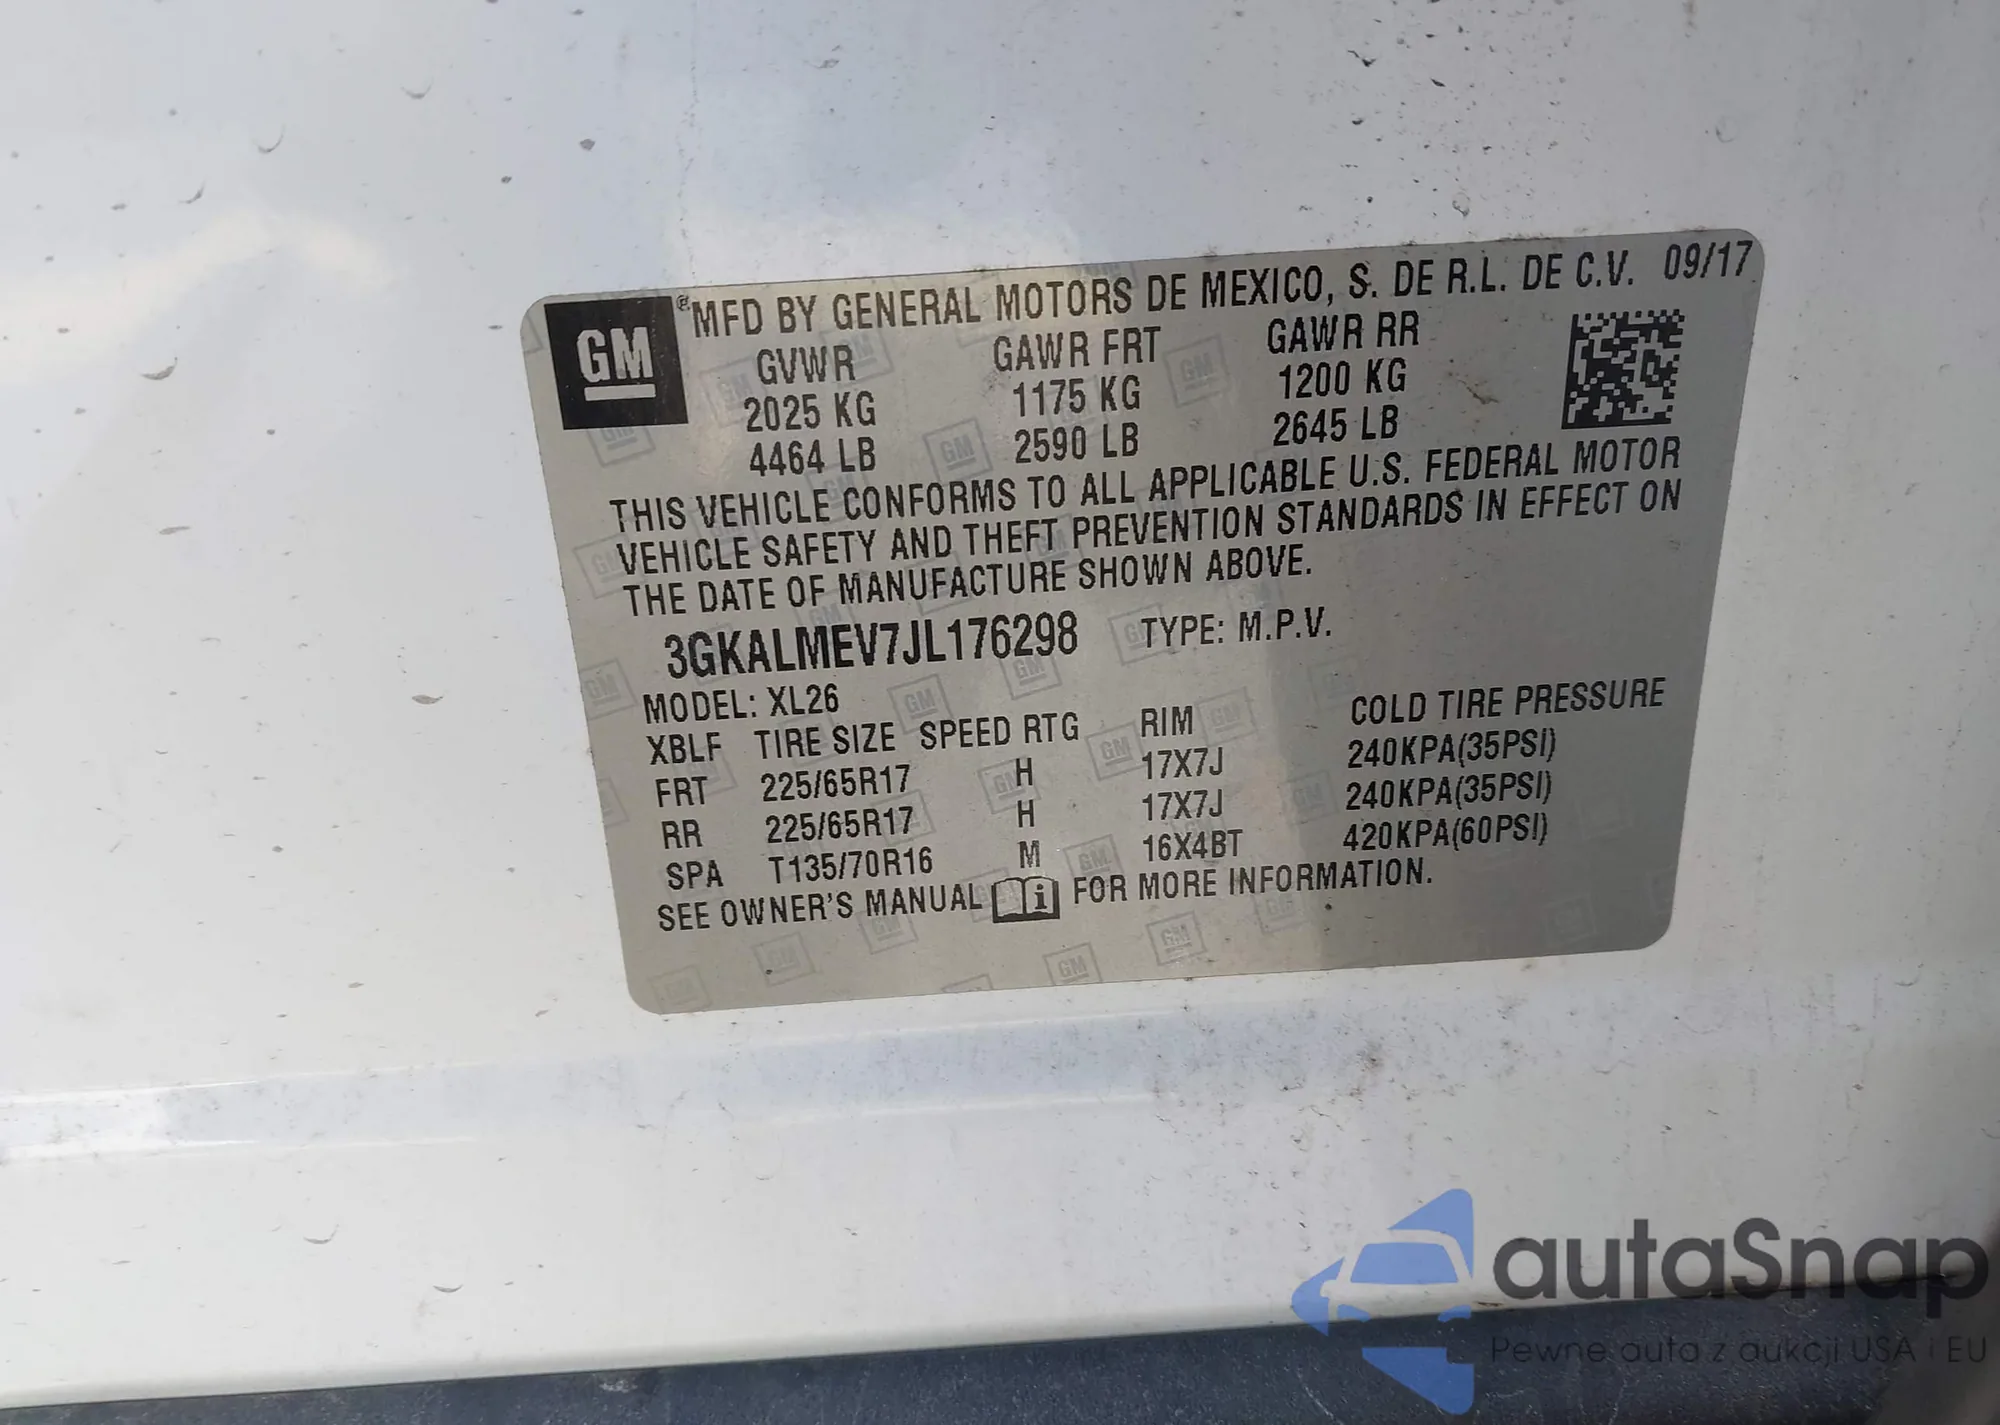 GM ® MFD BY GENERAL MOTORS DE MEXICO, S. DE R.L. DE C.V. 09/17
GVWR GAWR FRT GAWR RR
2025 KG 1175 KG 1200 KG
4464 LB 2590 LB 2645 LB
THIS VEHICLE CONFORMS TO ALL APPLICABLE U.S. FEDERAL MOTOR
VEHICLE SAFETY AND THEFT PREVENTION STANDARDS IN EFFECT ON
THE DATE OF MANUFACTURE SHOWN ABOVE.
3GKALMEV7JL176298 TYPE: M.P.V.
MODEL: XL26
XBLF TIRE SIZE SPEED RTG RIM COLD TIRE PRESSURE
FRT 225/65R17 H 17X7J 240KPA(35PSI)
RR 225/65R17 H 17X7J 240KPA(35PSI)
SPA T135/70R16 M 16X4BT 420KPA(60PSI)
SEE OWNER'S MANUAL i FOR MORE INFORMATION.
autaSnap
Pewne auta z aukcji USA i EU